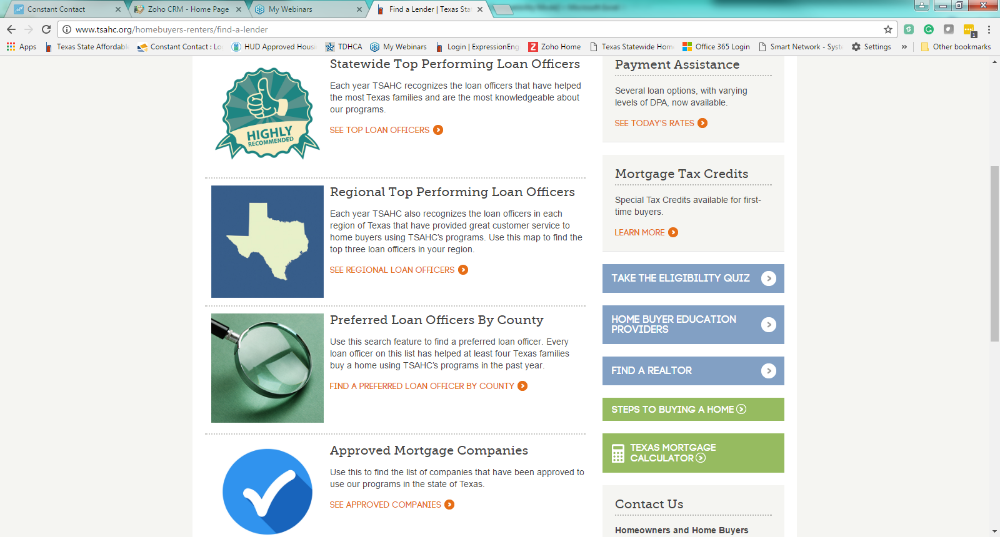 Constant Contact
Zoho CRM - Home Page
My Webinars
Find a Lender | Texas Sta
www.tsahc.org/homebuyers-renters/find-a-lender
1
Apps
Texas State Affordabl
Constant Contact : Lo
HUD Approved Housi
TDHCA
My Webinars
Login | ExpressionEng
Zoho Home
Texas Statewide Hom
Office 365 Login
Smart Network - Syst
Settings
»
Other bookmarks
Statewide Top Performing Loan Officers
Each year TSAHC recognizes the loan officers that have helped
the most Texas families and are the most knowledgeable about
our programs.
SEE TOP LOAN OFFICERS
HIGHLY
RECOMMENDED
Regional Top Performing Loan Officers
Each year TSAHC also recognizes the loan officers in each
region of Texas that have provided great customer service to
home buyers using TSAHC's programs. Use this map to find the
top three loan officers in your region.
SEE REGIONAL LOAN OFFICERS
Preferred Loan Officers By County
Use this search feature to find a preferred loan officer. Every
loan officer on this list has helped at least four Texas families
buy a home using TSAHC's programs in the past year.
FIND A PREFERRED LOAN OFFICER BY COUNTY
Approved Mortgage Companies
Use this to find the list of companies that have been approved to
use our programs in the state of Texas.
SEE APPROVED COMPANIES
Payment Assistance
Several loan options, with varying
levels of DPA, now available.
SEE TODAY'S RATES
Mortgage Tax Credits
Special Tax Credits available for first-
time buyers.
LEARN MORE
TAKE THE ELIGIBILITY QUIZ
HOME BUYER EDUCATION
PROVIDERS
FIND A REALTOR
STEPS TO BUYING A HOME
TEXAS MORTGAGE
CALCULATOR
Contact Us
Homeowners and Home Buyers